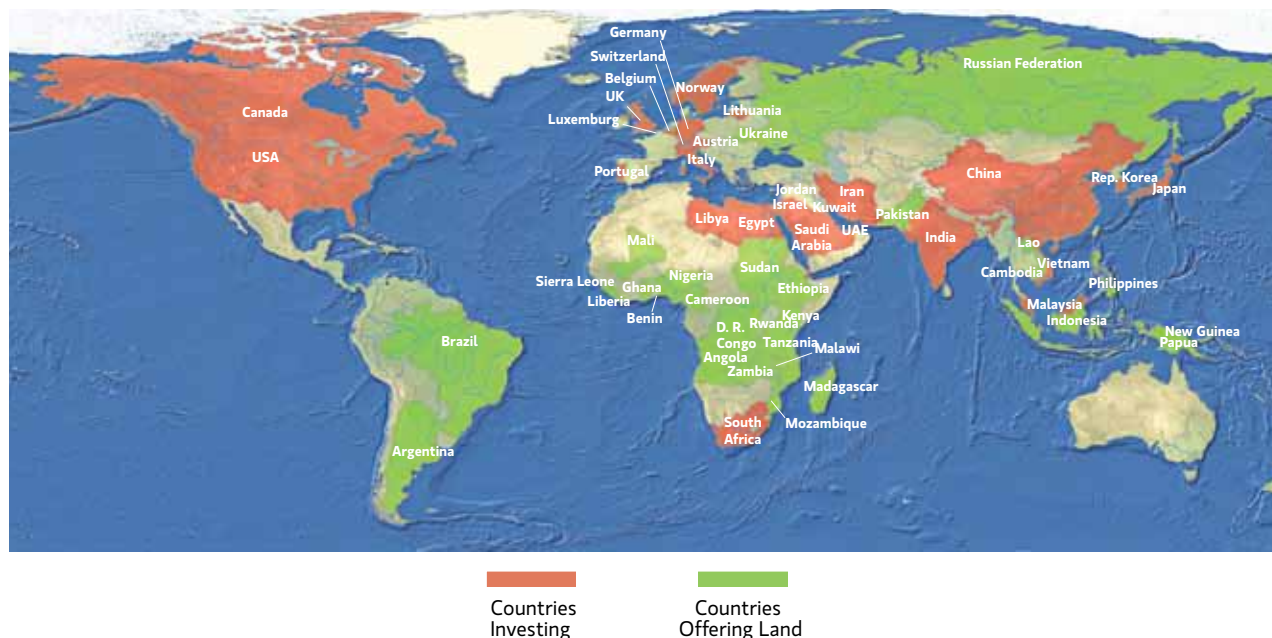 Germany
Switzerland
Belgium
UK
Luxemburg
Norway
Lithuania
Ukraine
Austria
Italy
Portugal
Russian Federation
Canada
USA
China
Rep. Korea
Japan
Jordan
Israel
Iran
Kuwait
Pakistan
Libya
Egypt
Saudi
Arabia
UAE
India
Lao
Vietnam
Cambodia
Philippines
Mali
Sudan
Nigeria
Sierra Leone
Ghana
Ethiopia
Liberia
Cameroon
Benin
Kenya
Malaysia
Indonesia
D. R.
Congo
Rwanda
Tanzania
Malawi
Angola
Zambia
New Guinea
Papua
Brazil
Madagascar
Mozambique
South
Africa
Argentina
Countries
Investing
Countries
Offering Land